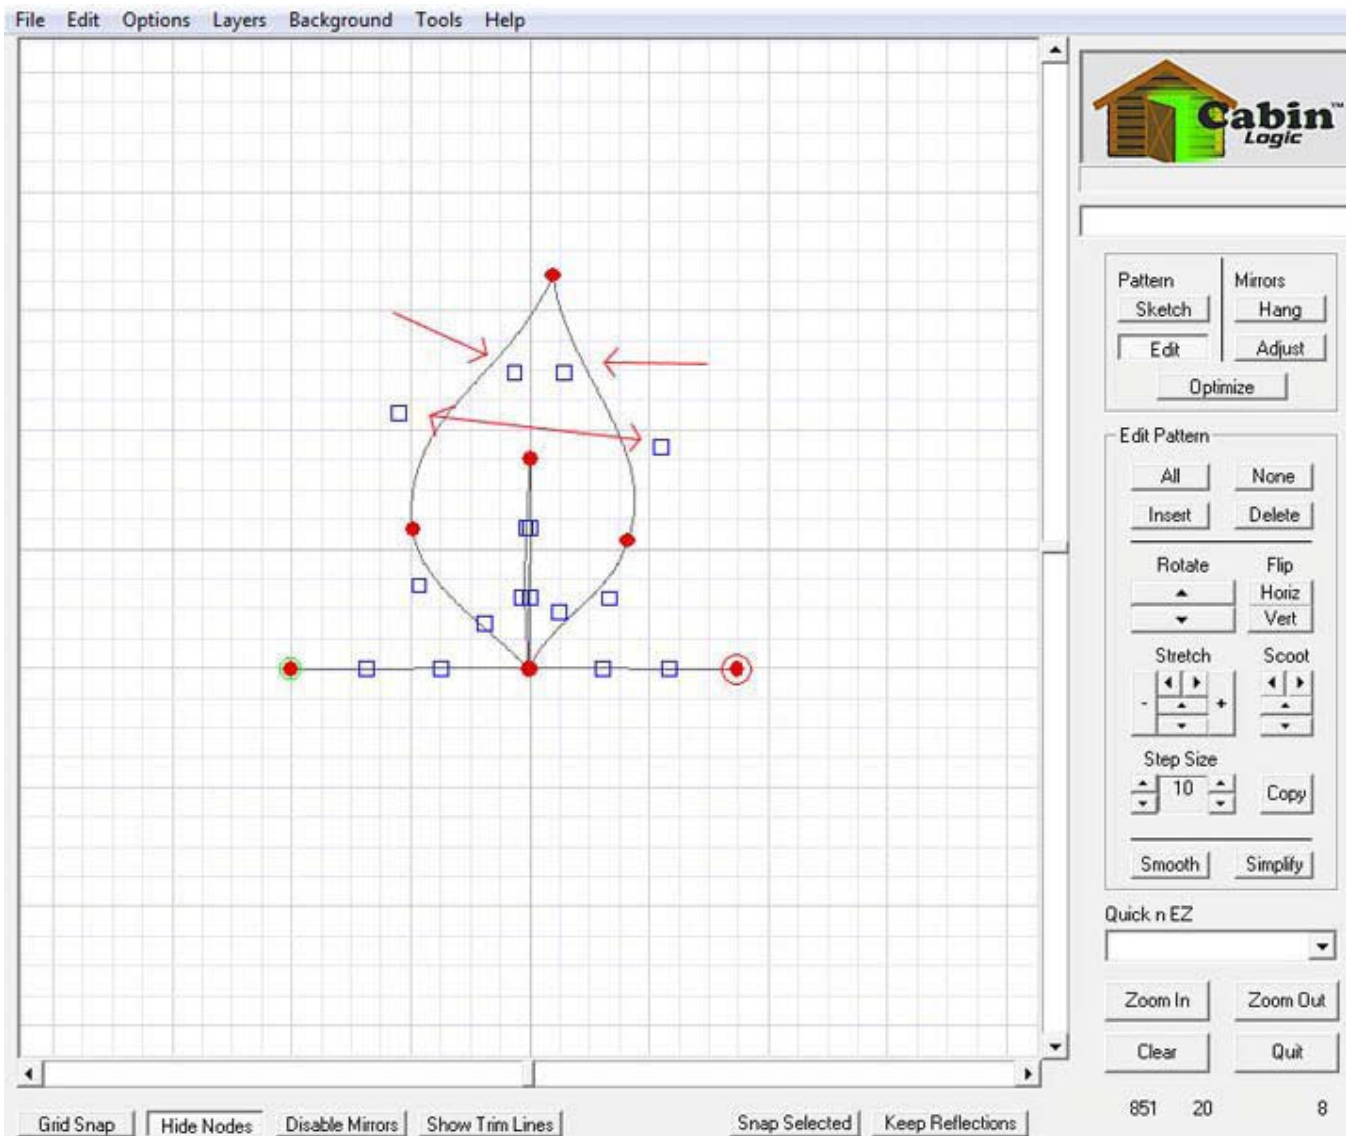 File Edit Options Layers Background Tools Help
Cabin™
Logic
Pattern Mirrors
Sketch Hang
Edit Adjust
Optimize
Edit Pattern
All None
Insert Delete
Rotate Flip
Horiz
Vert
Stretch Scoot
- +
Step Size
10 Copy
Smooth Simplify
Quick n EZ
Zoom In Zoom Out
Clear Quit
851 20 8
Grid Snap Hide Nodes Disable Mirrors Show Trim Lines Snap Selected Keep Reflections